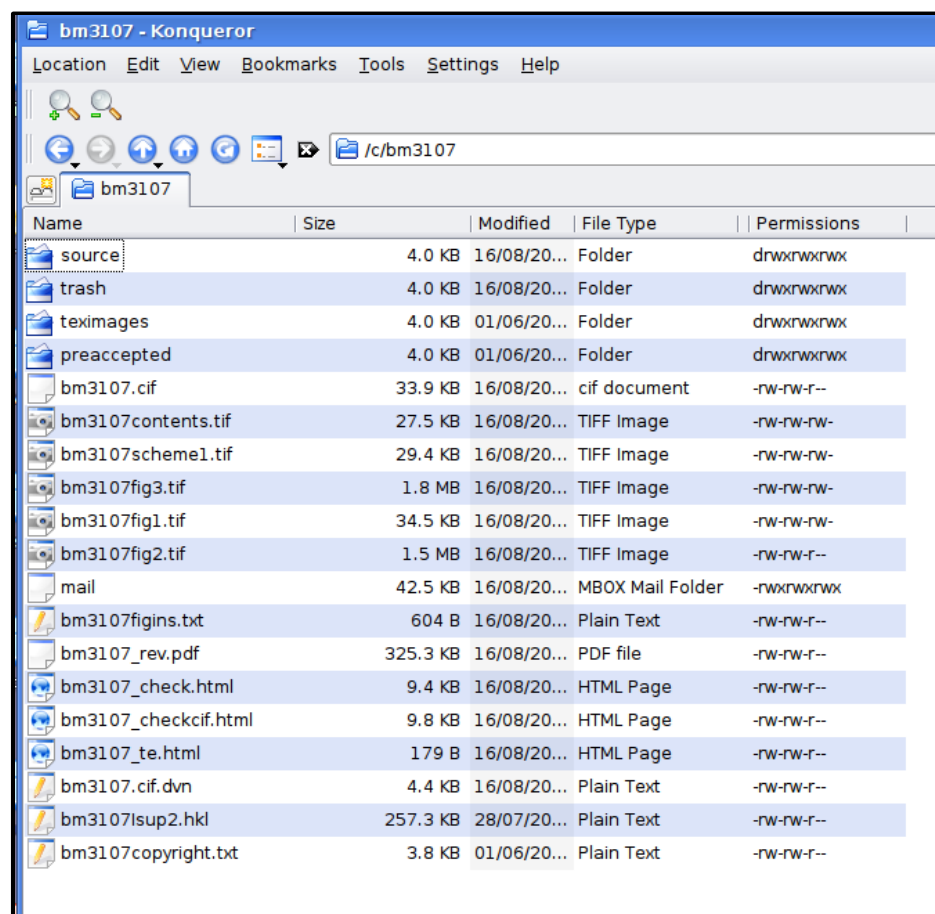 bm3107 - Konqueror
Location Edit View Bookmarks Tools Settings Help
/c/bm3107
bm3107
Name Size Modified File Type Permissions
source 4.0 KB 16/08/20... Folder drwxrwxrwx
trash 4.0 KB 16/08/20... Folder drwxrwxrwx
teximages 4.0 KB 01/06/20... Folder drwxrwxrwx
preaccepted 4.0 KB 01/06/20... Folder drwxrwxrwx
bm3107.cif 33.9 KB 16/08/20... cif document -rw-rw-r--
bm3107contents.tif 27.5 KB 16/08/20... TIFF Image -rw-rw-rw-
bm3107scheme1.tif 29.4 KB 16/08/20... TIFF Image -rw-rw-rw-
bm3107fig3.tif 1.8 MB 16/08/20... TIFF Image -rw-rw-rw-
bm3107fig1.tif 34.5 KB 16/08/20... TIFF Image -rw-rw-rw-
bm3107fig2.tif 1.5 MB 16/08/20... TIFF Image -rw-rw-r--
mail 42.5 KB 16/08/20... MBOX Mail Folder -rwxrwxrwx
bm3107figins.txt 604 B 16/08/20... Plain Text -rw-rw-r--
bm3107_rev.pdf 325.3 KB 16/08/20... PDF file -rw-rw-r--
bm3107_check.html 9.4 KB 16/08/20... HTML Page -rw-rw-r--
bm3107_checkcif.html 9.8 KB 16/08/20... HTML Page -rw-rw-r--
bm3107_te.html 179 B 16/08/20... HTML Page -rw-rw-r--
bm3107.cif.dvn 4.4 KB 16/08/20... Plain Text -rw-rw-r--
bm3107Isup2.hkl 257.3 KB 28/07/20... Plain Text -rw-rw-r--
bm3107copyright.txt 3.8 KB 01/06/20... Plain Text -rw-rw-r--